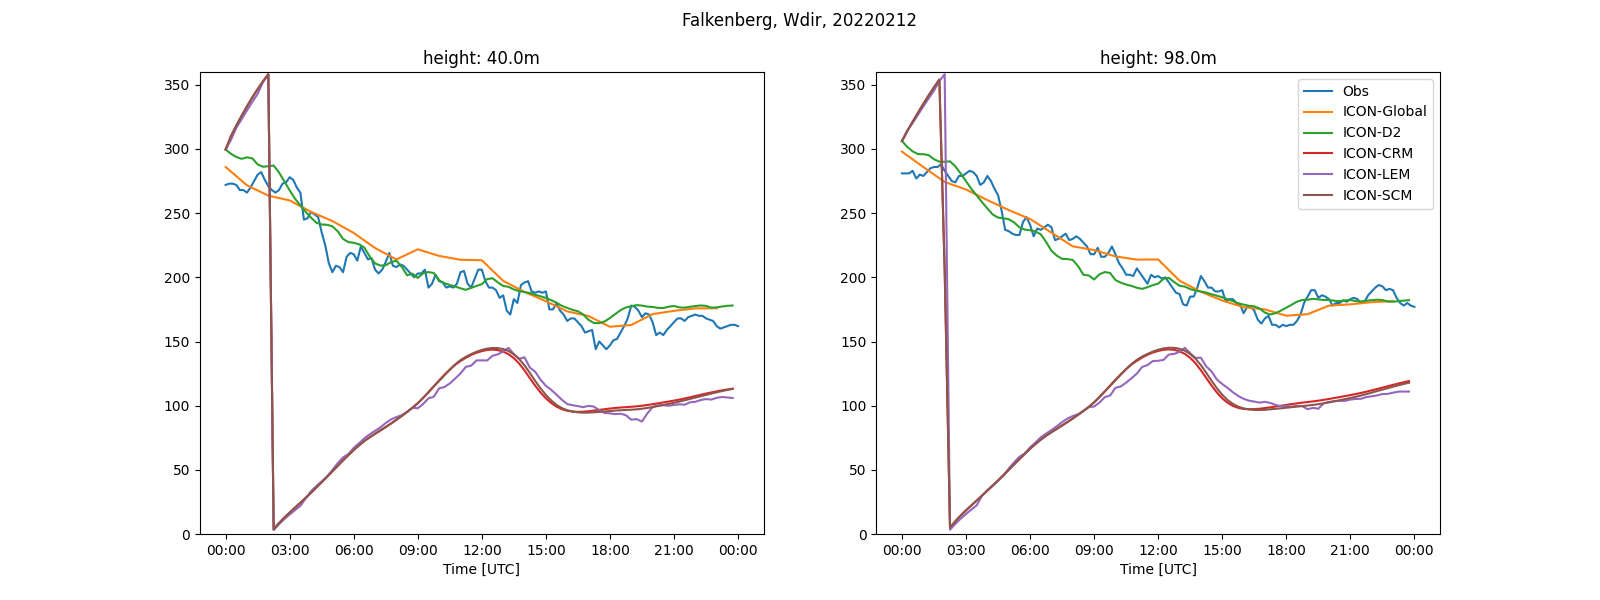 Falkenberg, Wdir, 20220212
height: 40.0m
350
300
250
200
150
100
50
0
00:00 03:00 06:00 09:00 12:00 15:00 18:00 21:00 00:00
Time [UTC]
height: 98.0m
350
300
250
200
150
100
50
0
00:00 03:00 06:00 09:00 12:00 15:00 18:00 21:00 00:00
Time [UTC]
Obs
ICON-Global
ICON-D2
ICON-CRM
ICON-LEM
ICON-SCM